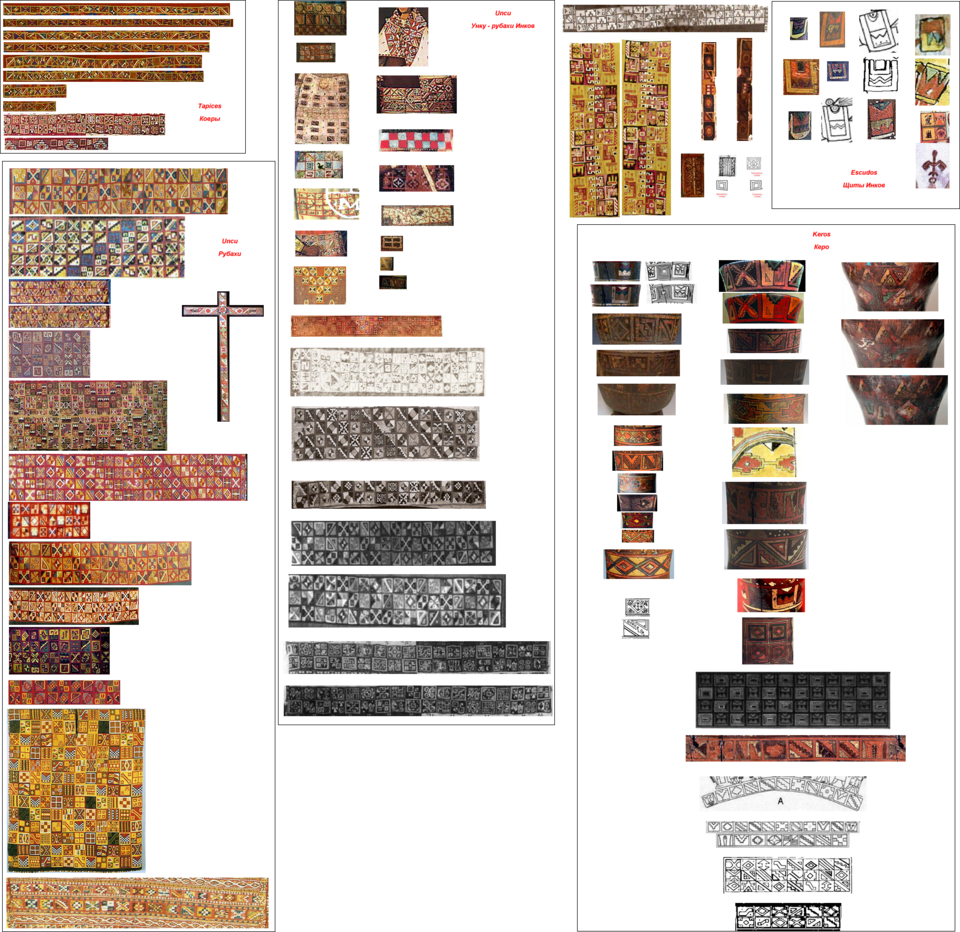 Tapices
Ковры
Uncu
Рубахи
Uncu
Унку - рубахи Инков
Escudos
Щиты Инков
Keros
Керо
A